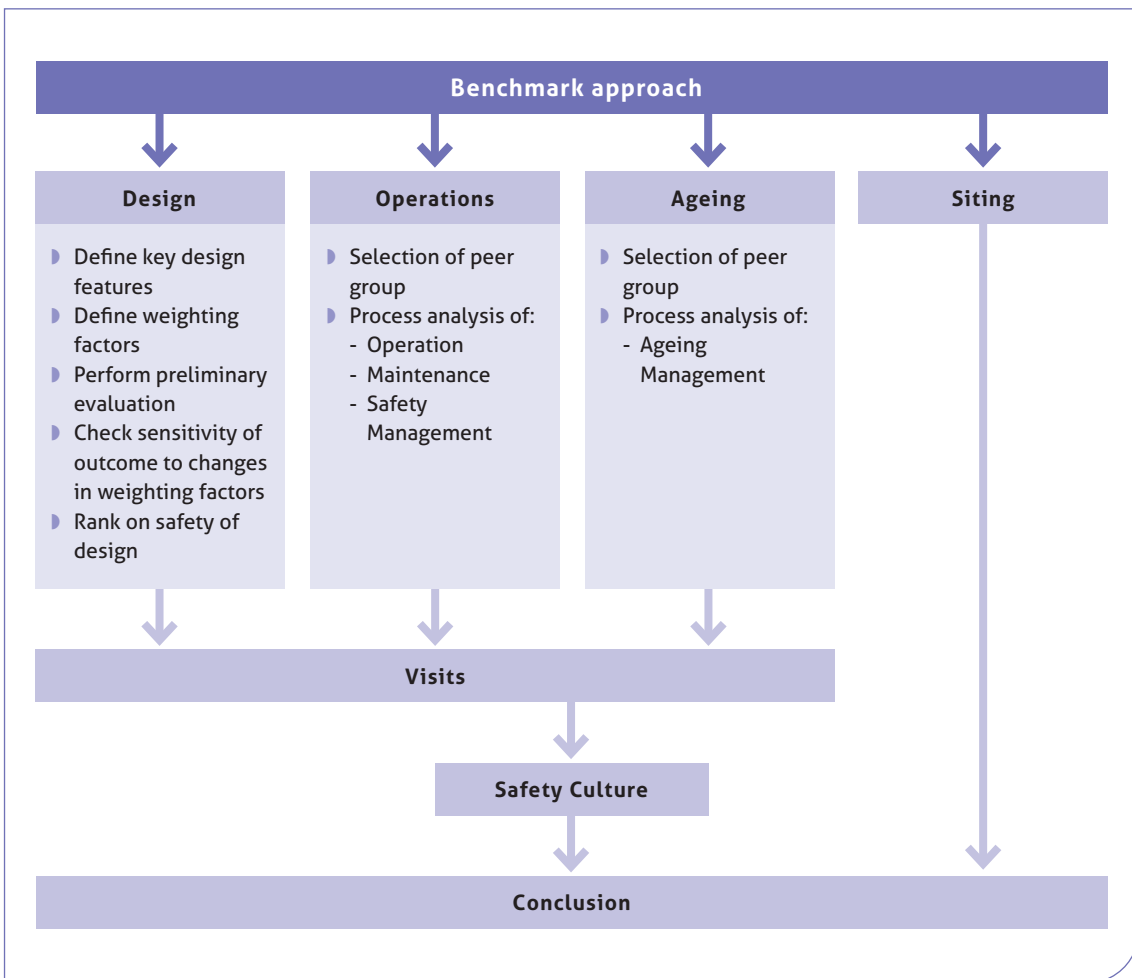 Benchmark approach
Design
Define key design
features
Define weighting
factors
Perform preliminary
evaluation
Check sensitivity of
outcome to changes
in weighting factors
Rank on safety of
design
Operations
Selection of peer
group
Process analysis of:
- Operation
- Maintenance
- Safety
Management
Ageing
Selection of peer
group
Process analysis of:
- Ageing
Management
Siting
Visits
Safety Culture
Conclusion